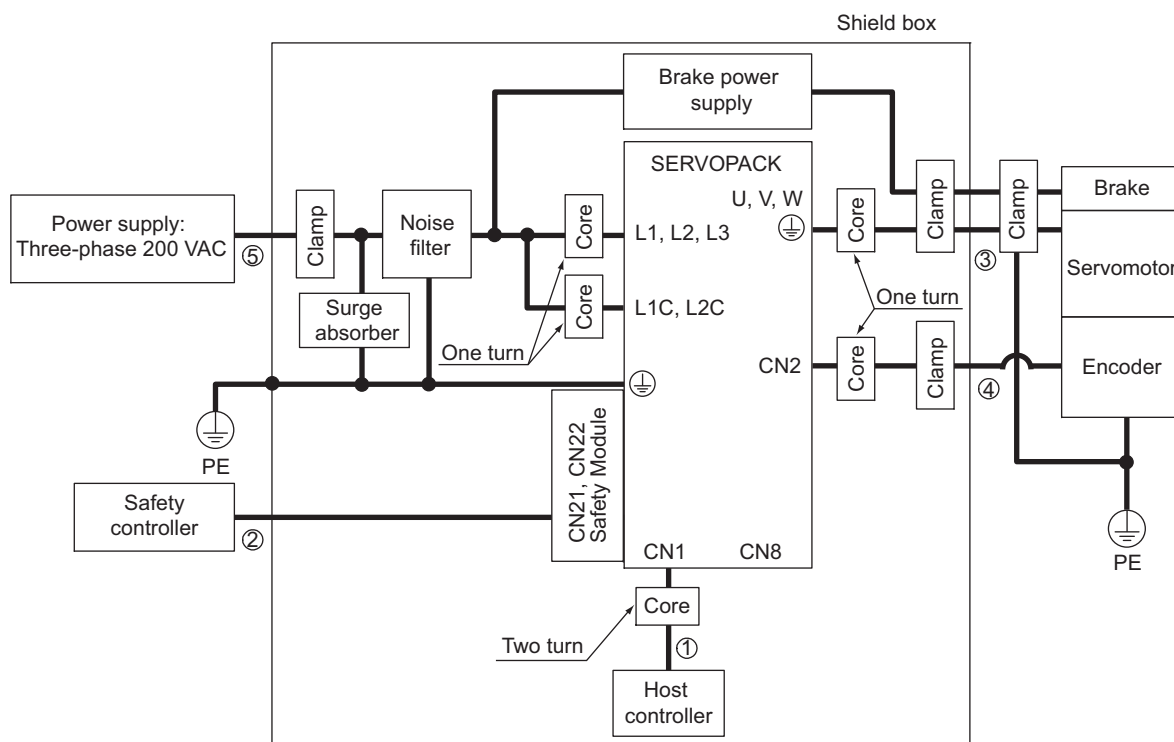 Shield box
Brake power
supply
SERVOPACK
U, V, W
Brake
Power supply:
Three-phase 200 VAC
⑤
Clamp
Noise
filter
Core
L1, L2, L3
Core
Clamp
③
Clamp
Servomotor
Surge
absorber
Core
L1C, L2C
One turn
One turn
CN2
Core
Clamp
④
Encoder
PE
CN21, CN22
Safety Module
Safety
controller
②
CN1
CN8
PE
Core
Two turn
①
Host
controller